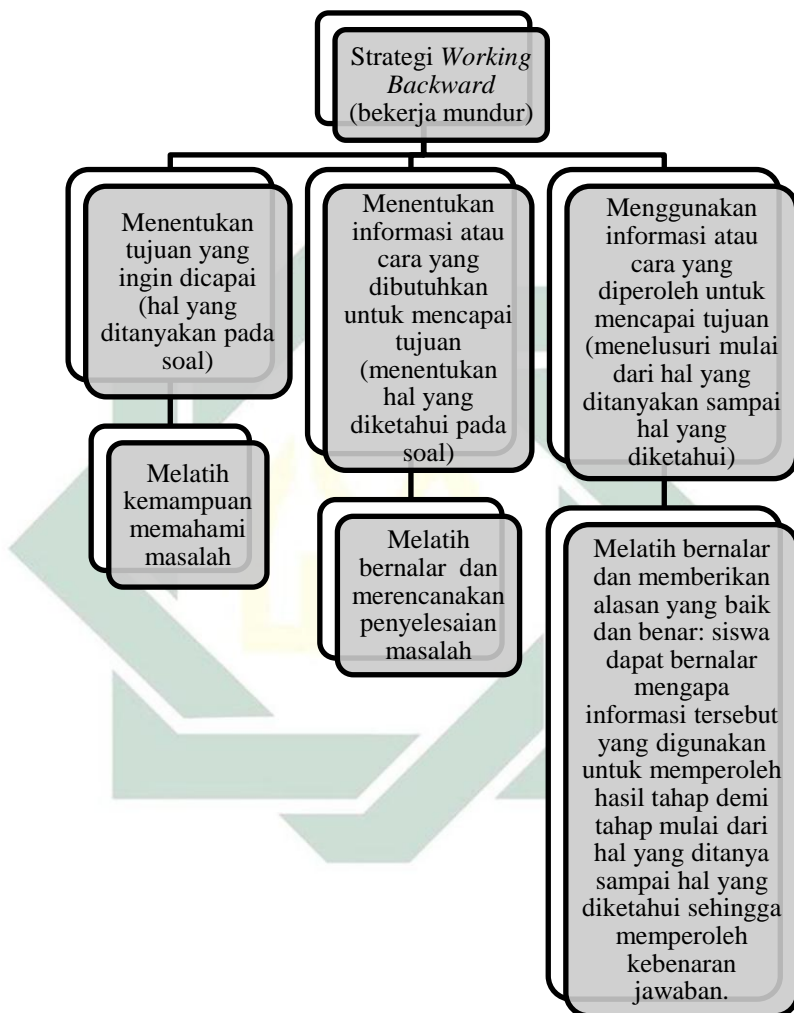 Strategi Working
Backward
(bekerja mundur)
Menentukan
tujuan yang
ingin dicapai
(hal yang
ditanyakan pada
soal)
Melatih
kemampuan
memahami
masalah
Menentukan
informasi atau
cara yang
dibutuhkan
untuk mencapai
tujuan
(menentukan
hal yang
diketahui pada
soal)
Melatih
bernalar dan
merencanakan
penyelesaian
masalah
Menggunakan
informasi atau
cara yang
diperoleh untuk
mencapai tujuan
(menelusuri mulai
dari hal yang
ditanyakan sampai
hal yang
diketahui)
Melatih bernalar
dan memberikan
alasan yang baik
dan benar: siswa
dapat bernalar
mengapa
informasi tersebut
yang digunakan
untuk memperoleh
hasil tahap demi
tahap mulai dari
hal yang ditanya
sampai hal yang
diketahui sehingga
memperoleh
kebenaran
jawaban.